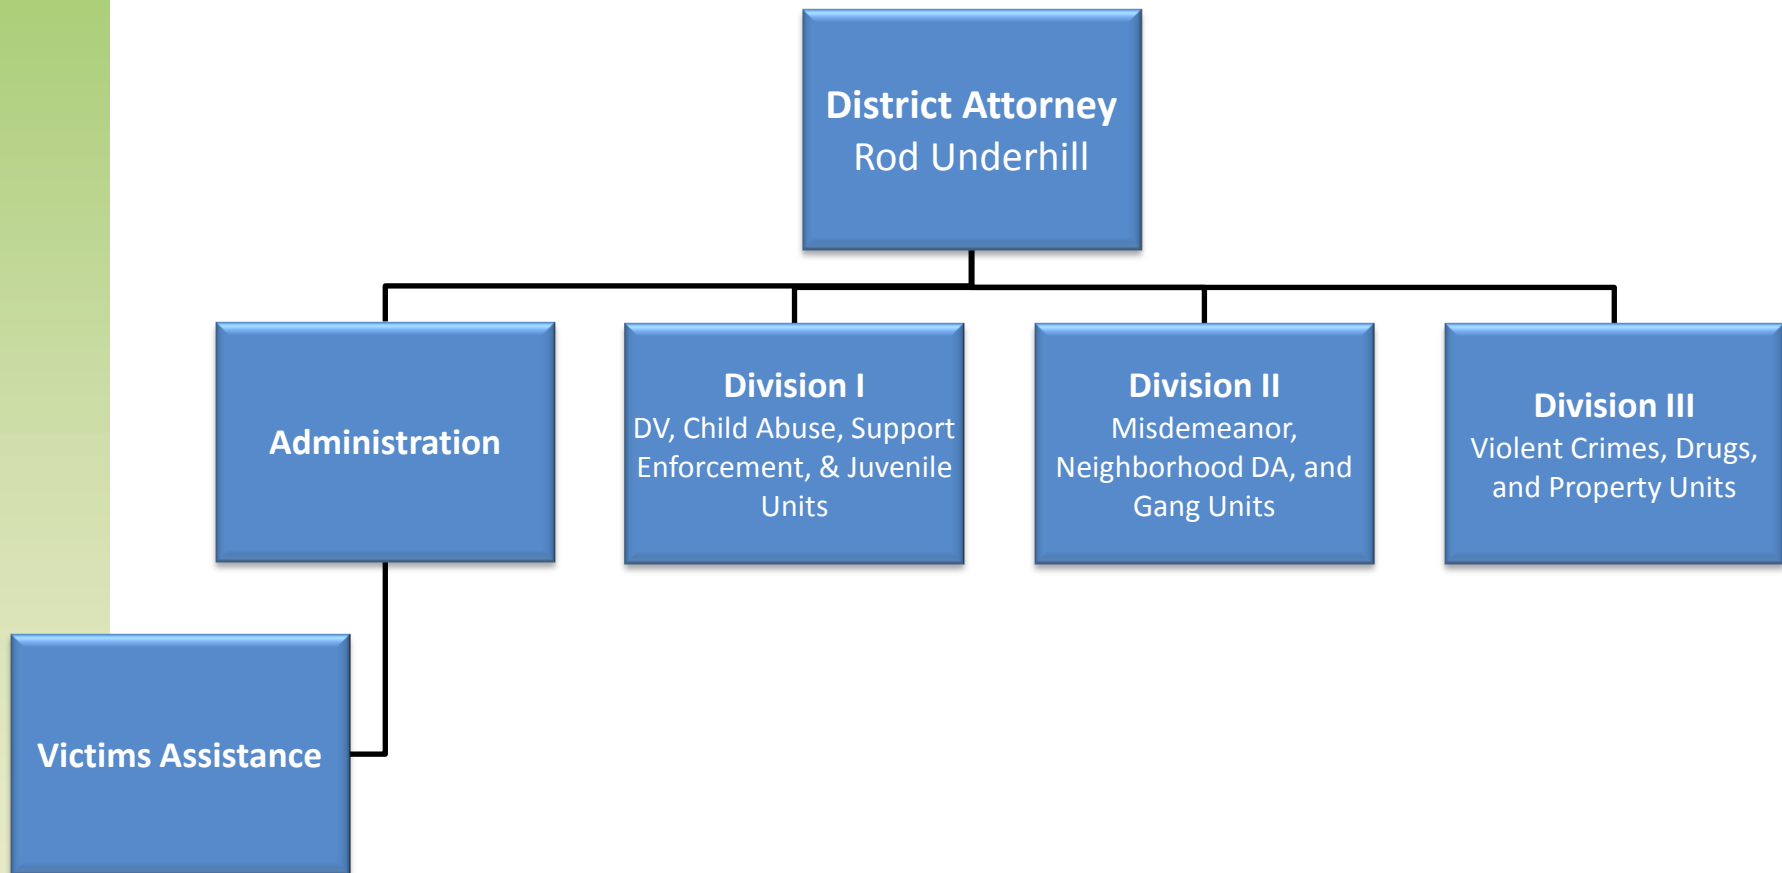 District Attorney
Rod Underhill
Administration
Division I
DV, Child Abuse, Support
Enforcement, & Juvenile
Units
Division II
Misdemeanor,
Neighborhood DA, and
Gang Units
Division III
Violent Crimes, Drugs,
and Property Units
Victims Assistance